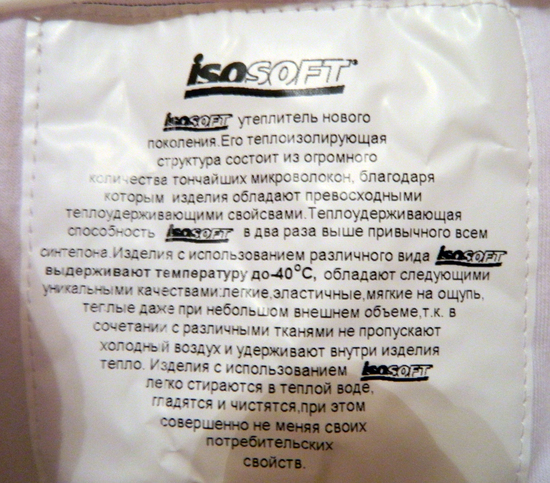 isoSOFT™
isoSOFT утеплитель нового
поколения.Его теплоизолирующая
структура состоит из огромного
количества тончайших микроволокон, благодаря
которым изделия обладают превосходными
теплоудерживающими свойсвами.Теплоудерживающая
способность isoSOFT в два раза выше привычного всем
синтепона.Изделия с использованием различного вида isoSOFT
выдерживают температуру до-40°С, обладают следующими
уникальными качествами:легкие,эластичные,мягкие на ощупь,
теплые даже при небольшом внешнем объеме,т.к. в
сочетании с различными тканями не пропускают
холодный воздух и удерживают внутри изделия
тепло. Изделия с использованием isoSOFT
легко стираются в теплой воде,
гладятся и чистятся,при этом
совершенно не меняя своих
потребительских
свойств.